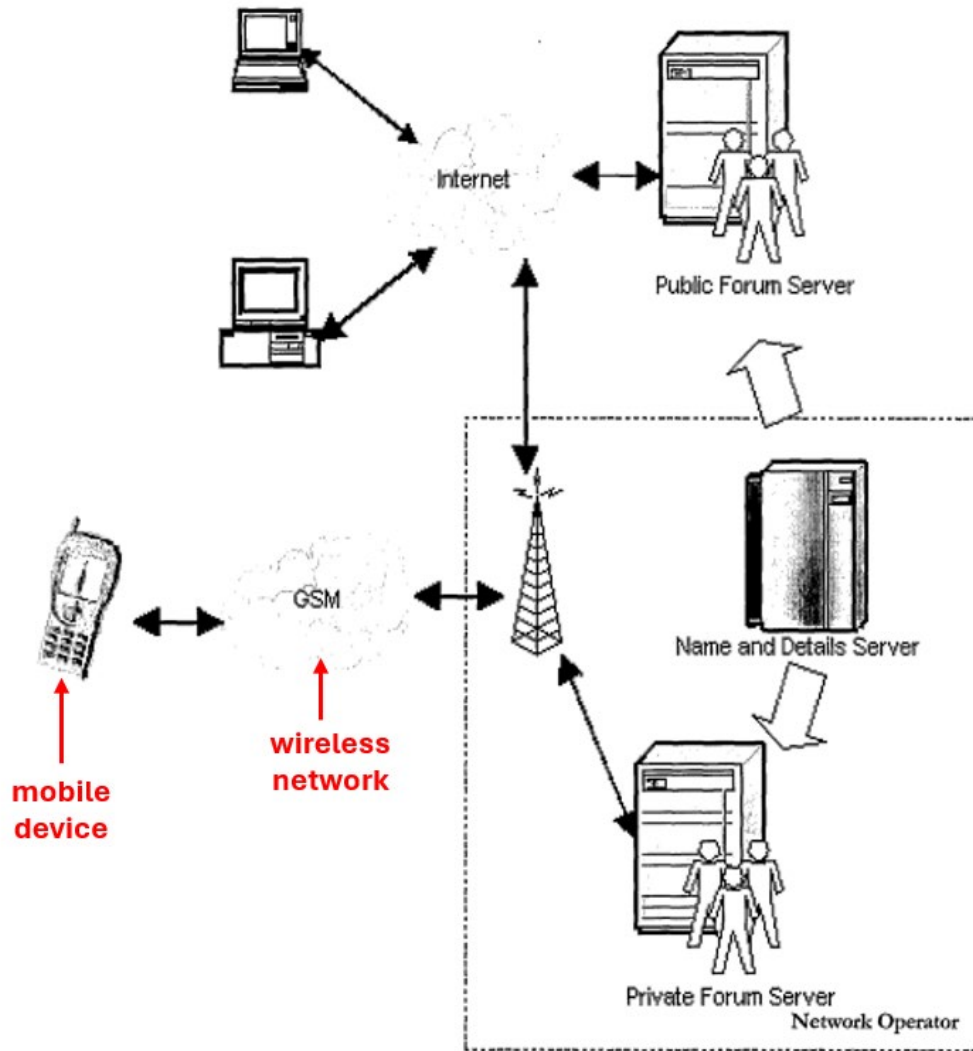 Internet
Public Forum Server
GSM
Name and Details Server
wireless
network
mobile
device
Private Forum Server
Network Operator